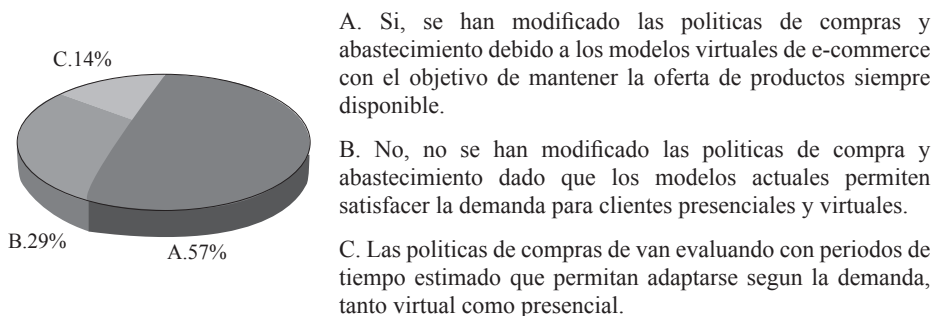 C.14%
B.29%
A.57%
A. Si, se han modificado las politicas de compras y
abastecimiento debido a los modelos virtuales de e-commerce
con el objetivo de mantener la oferta de productos siempre
disponible.
B. No, no se han modificado las politicas de compra y
abastecimiento dado que los modelos actuales permiten
satisfacer la demanda para clientes presenciales y virtuales.
C. Las politicas de compras de van evaluando con periodos de
tiempo estimado que permitan adaptarse segun la demanda,
tanto virtual como presencial.